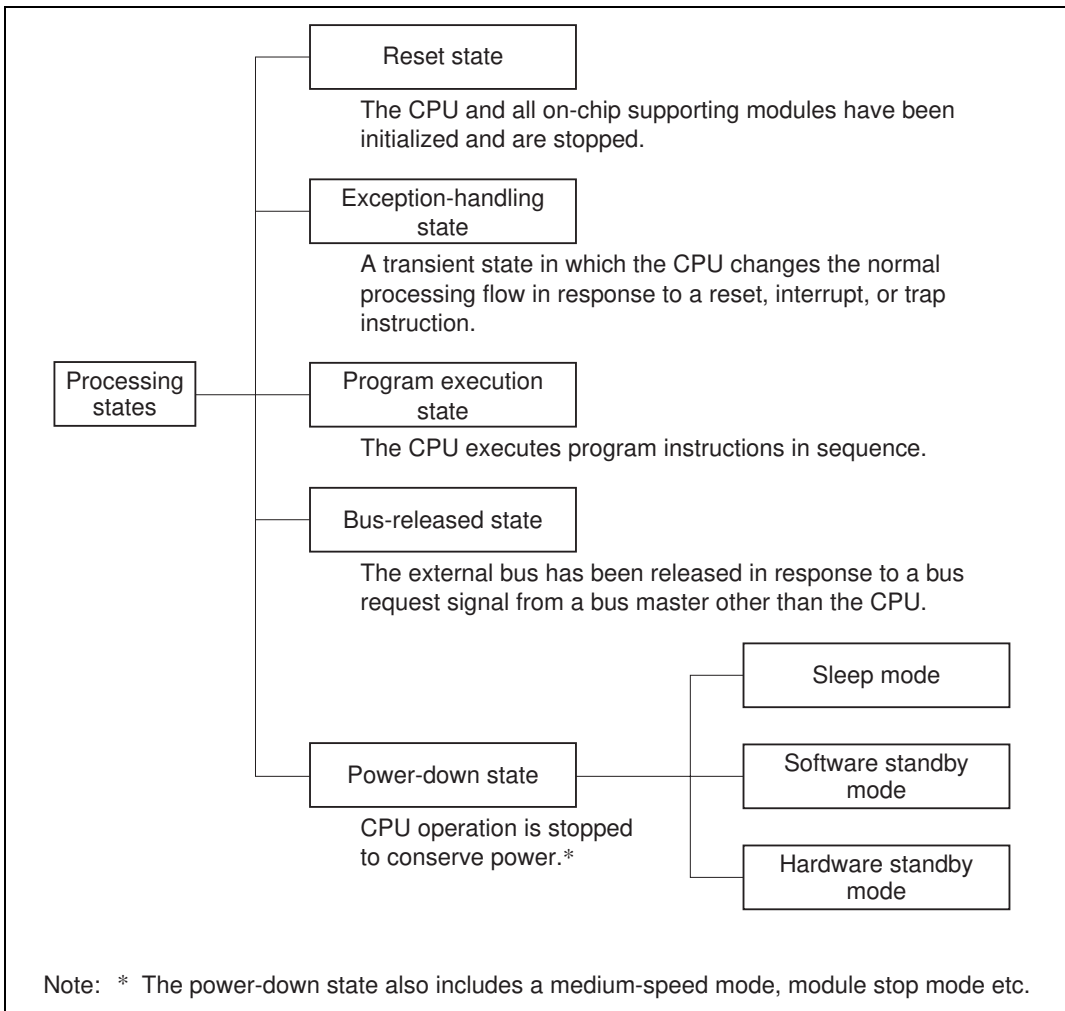 Reset state
The CPU and all on-chip supporting modules have been
initialized and are stopped.
Exception-handling
state
A transient state in which the CPU changes the normal
processing flow in response to a reset, interrupt, or trap
instruction.
Processing
states
Program execution
state
The CPU executes program instructions in sequence.
Bus-released state
The external bus has been released in response to a bus
request signal from a bus master other than the CPU.
Sleep mode
Power-down state
Software standby
mode
CPU operation is stopped
to conserve power.*
Hardware standby
mode
Note: * The power-down state also includes a medium-speed mode, module stop mode etc.